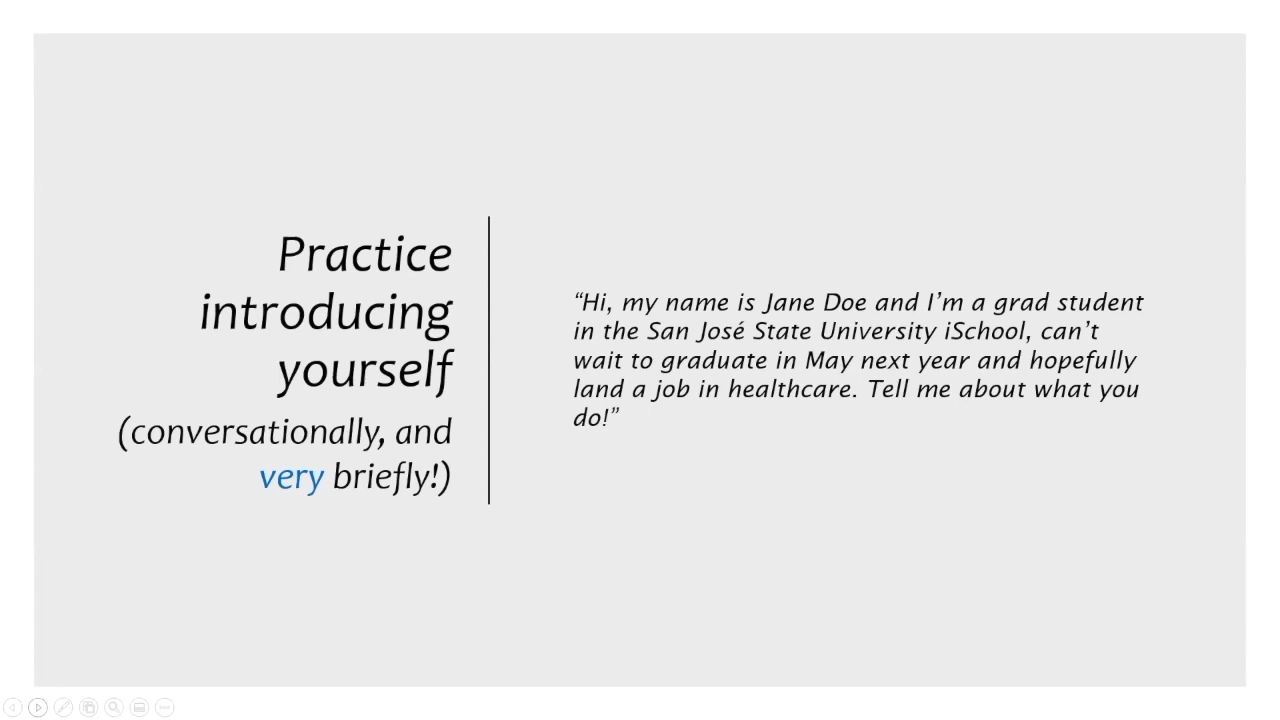 Practice
introducing
yourself
(conversationally, and
very briefly!)
“Hi, my name is Jane Doe and I’m a grad student
in the San José State University iSchool, can’t
wait to graduate in May next year and hopefully
land a job in healthcare. Tell me about what you
do!”